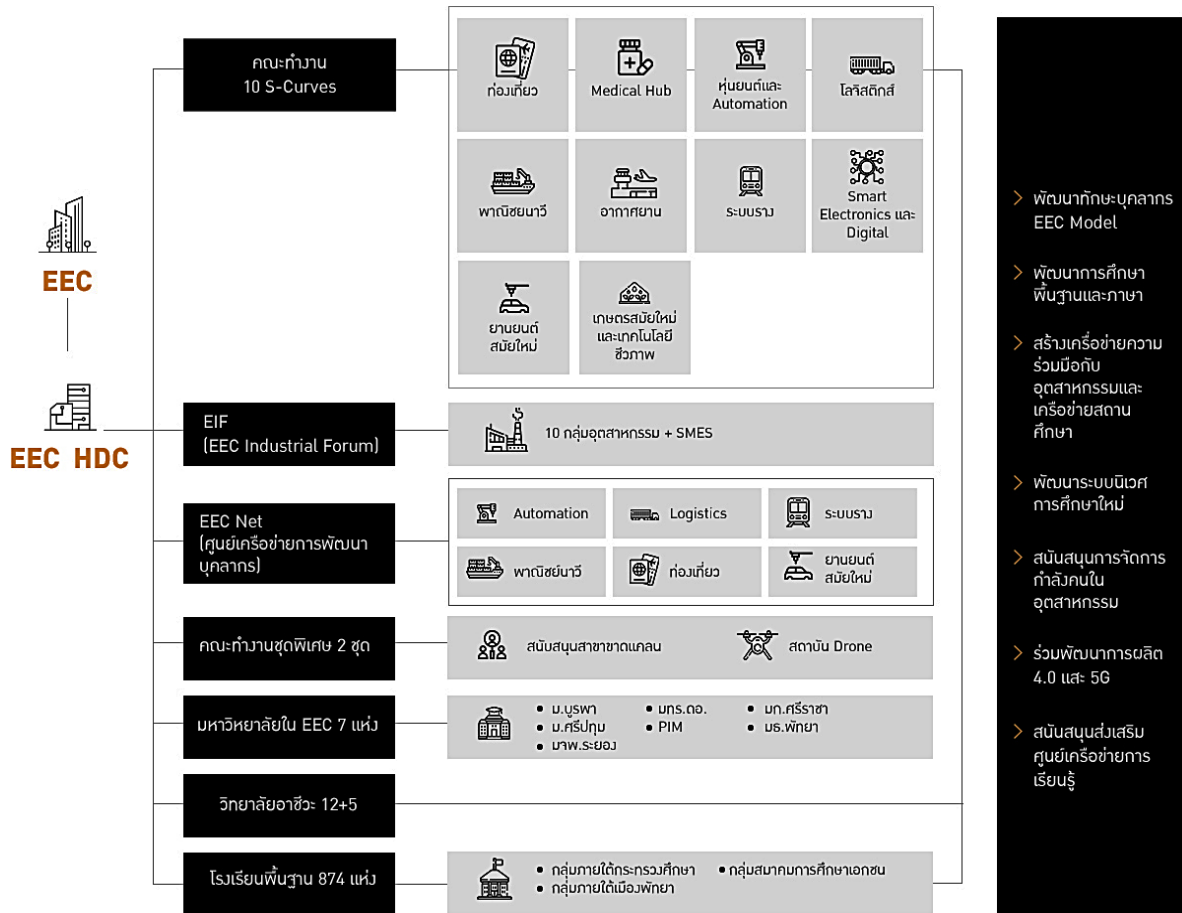 EEC
EEC HDC
คณะทำงาน
10 S-Curves
ท่องเที่ยว
Medical Hub
หุ่นยนต์และ
Automation
โลจิสติกส์
พาณิชยนาวี
อากาศยาน
ระบบราง
Smart
Electronics และ
Digital
ยานยนต์
สมัยใหม่
เกษตรสมัยใหม่
และเทคโนโลยี
ชีวภาพ
EIF
(EEC Industrial Forum)
10 กลุ่มอุตสาหกรรม + SMES
EEC Net
(ศูนย์เครือข่ายการพัฒนา
บุคลากร)
Automation
Logistics
ระบบราง
พาณิชย์นาวี
ท่องเที่ยว
ยานยนต์
สมัยใหม่
คณะทำงานชุดพิเศษ 2 ชุด
สนับสนุนสาขาขาดแคลน
สถาบัน Drone
มหาวิทยาลัยใน EEC 7 แห่ง
• ม.บูรพา
• มทร.ตอ.
• มก.ศรีราชา
• ม.ศรีปทุม
• PIM
• มธ.พัทยา
• มจพ.ระยอง
วิทยาลัยอาชีวะ 12+5
โรงเรียนพื้นฐาน 874 แห่ง
• กลุ่มภายใต้กระทรวงศึกษา
• กลุ่มสมาคมการศึกษาเอกชน
• กลุ่มภายใต้เมืองพัทยา
> พัฒนาทักษะบุคลากร
EEC Model
> พัฒนาการศึกษา
พื้นฐานและภาษา
> สร้างเครื่อข่ายความ
ร่วมมือกับ
อุตสาหกรรมและ
เครือข่ายสถาน
ศึกษา
> พัฒนาระบบนิเวศ
การศึกษาใหม่
> สนันสนุนการจัดการ
กำลังคนใน
อุตสาหกรรม
> ร่วมพัฒนาการผลิต
4.0 และ 5G
> สนันสนุนส่งเสริม
ศูนย์เครือข่ายการ
เรียนรู้